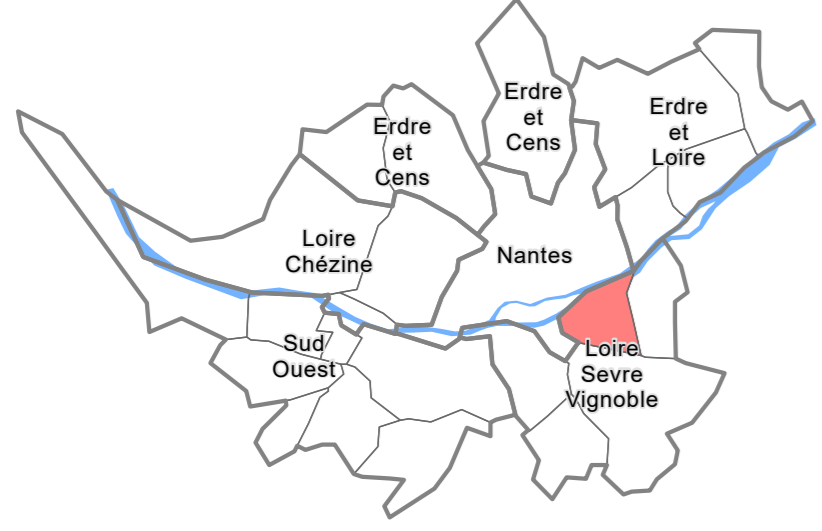 Erdre
et
Cens
Erdre
et
Loire
Erdre
et
Cens
Loire
Chézine
Nantes
Sud
Ouest
Loire
Sevre
Vignoble